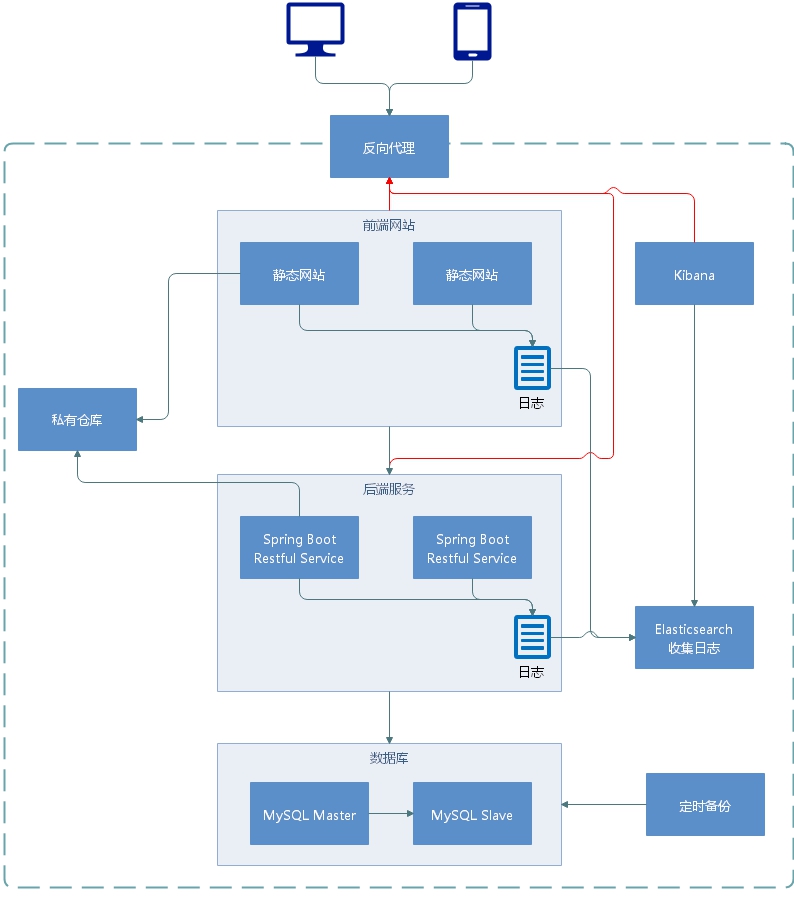 反向代理
前端网站
静态网站
静态网站
Kibana
日志
私有仓库
后端服务
Spring Boot
Restful Service
Spring Boot
Restful Service
日志
Elasticsearch
收集日志
数据库
MySQL Master
MySQL Slave
定时备份